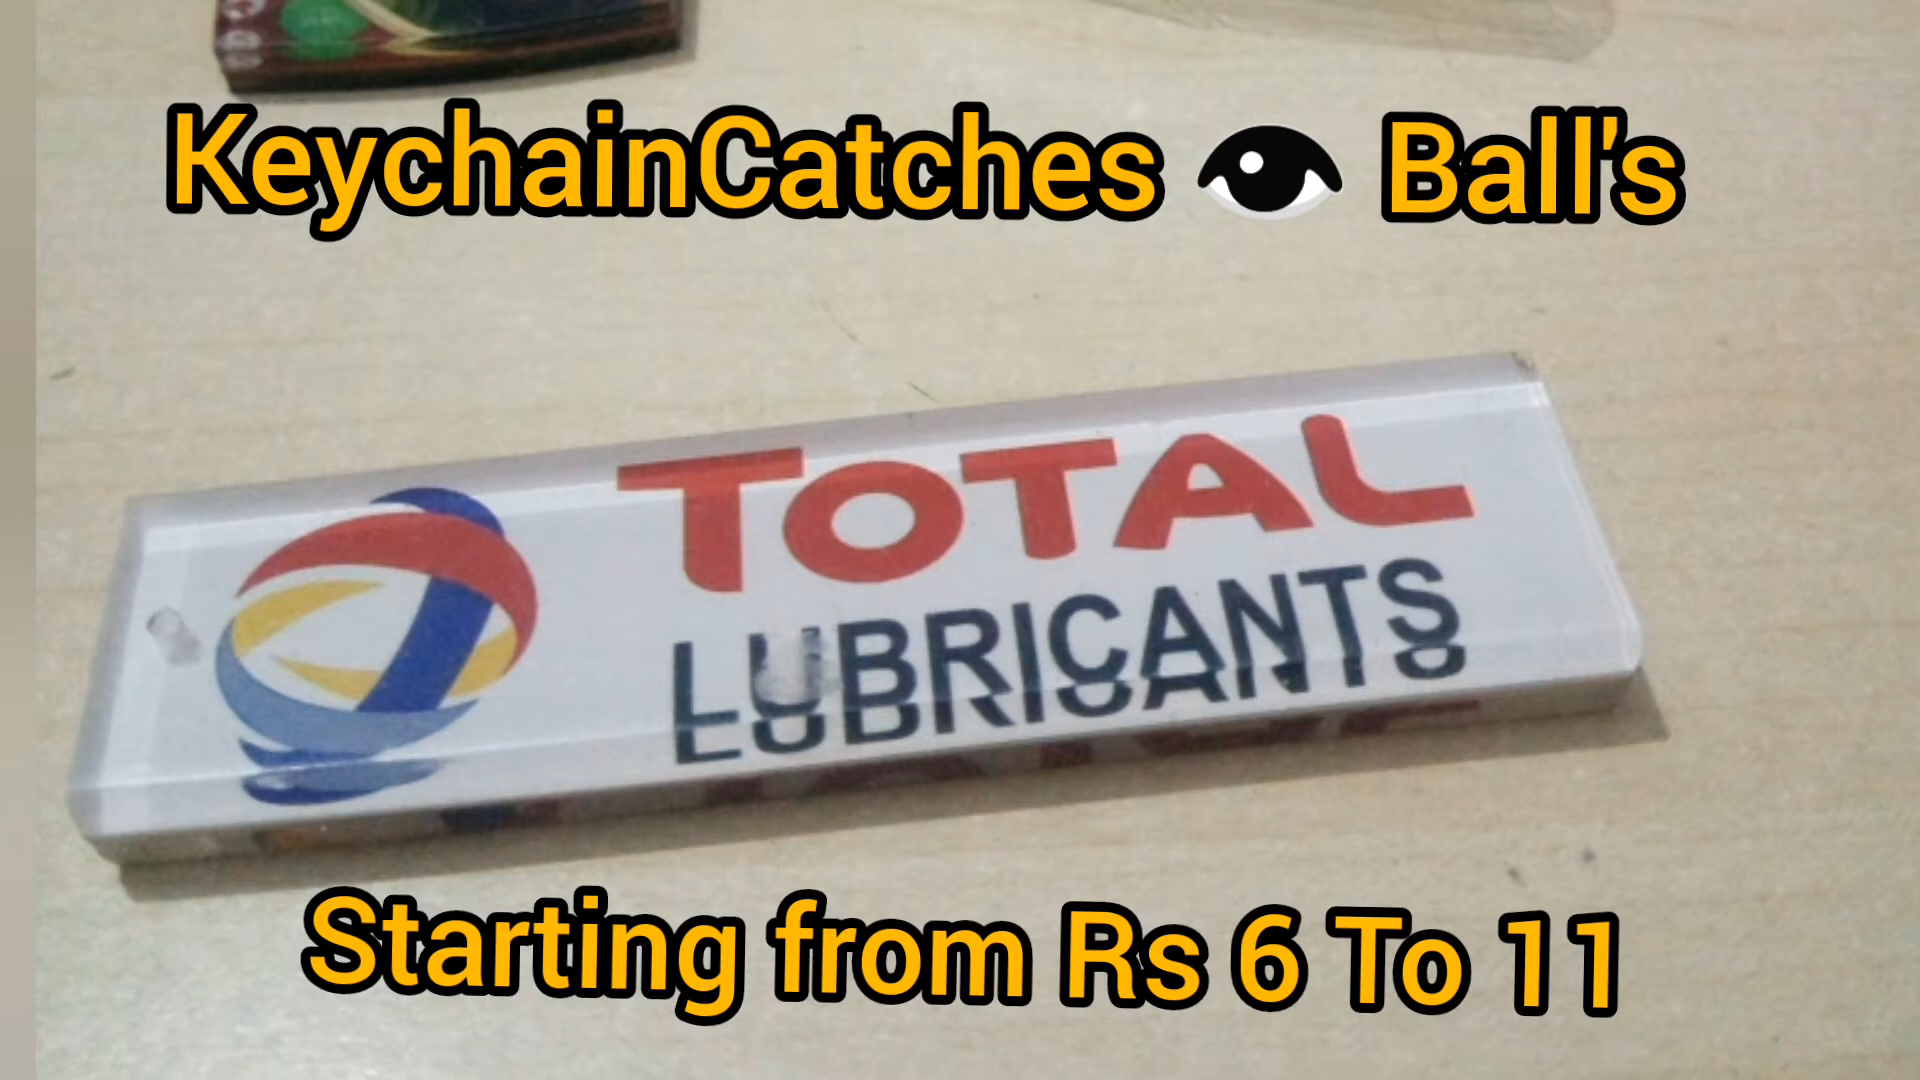 KeychainCatches 👁 Ball's
TOTAL
LUBRICANTS
Starting from Rs 6 To 11